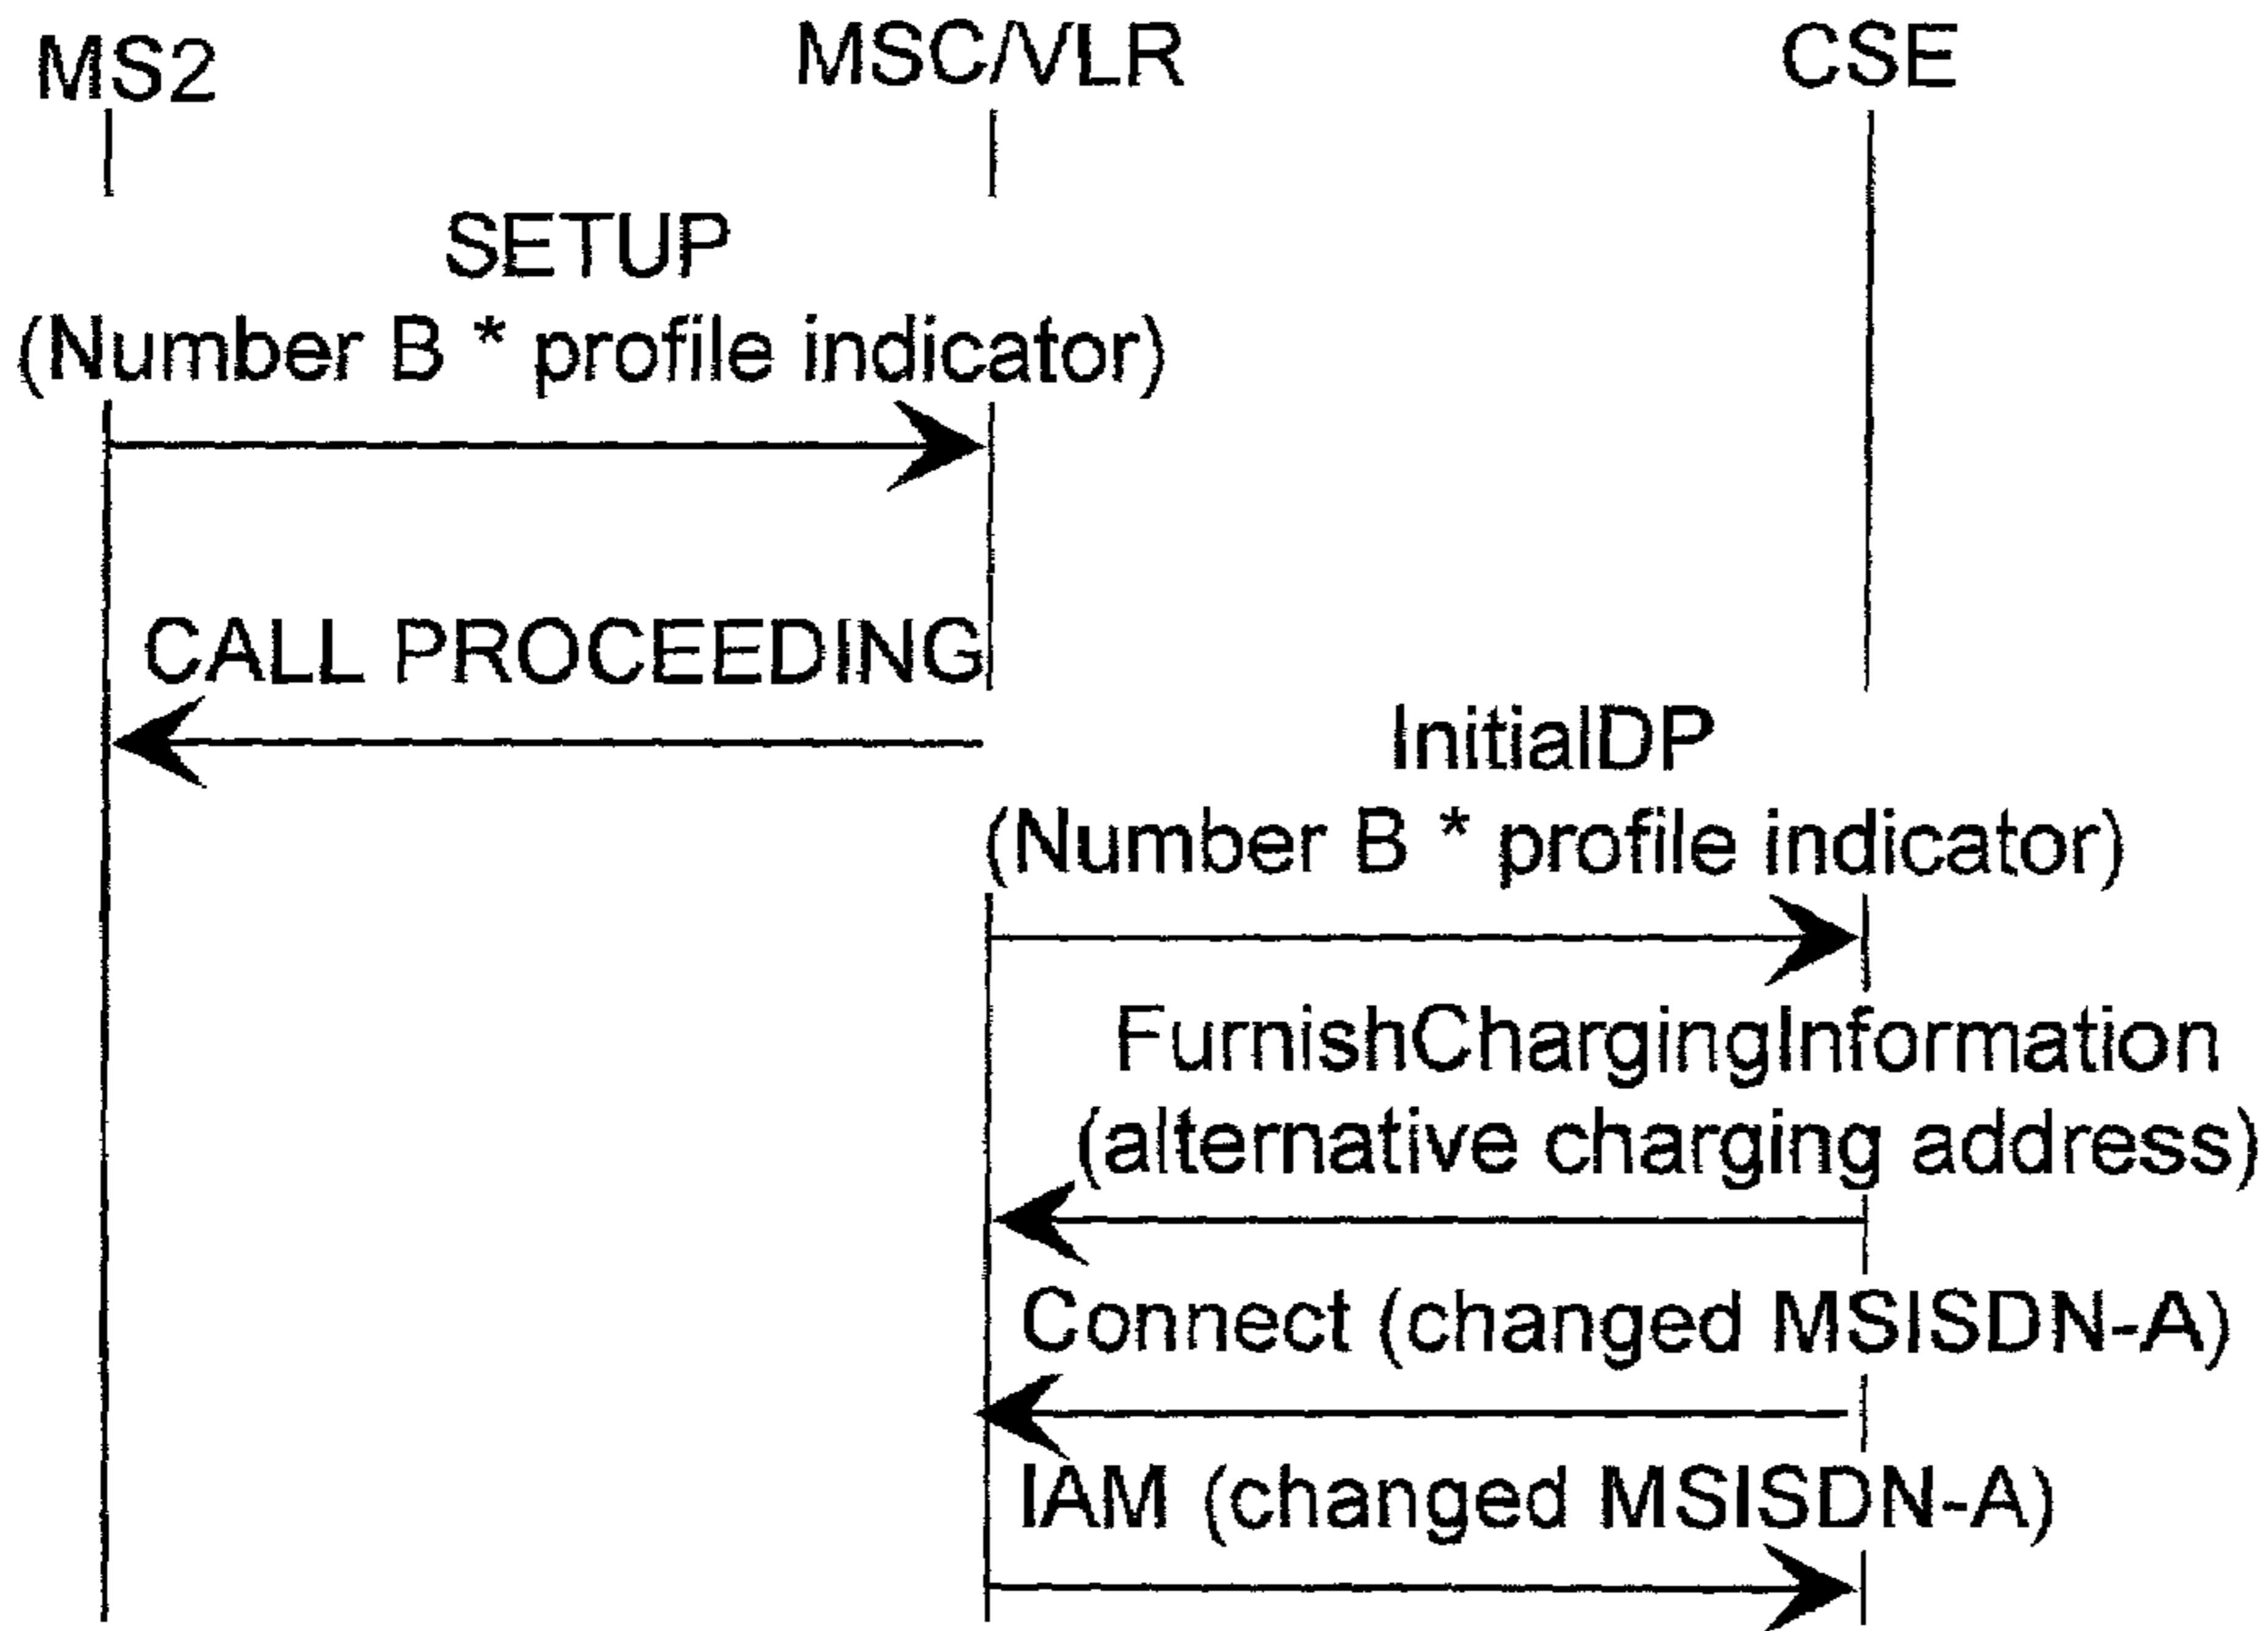 MS2 MSC/VLR CSE
SETUP
(Number B * profile indicator)
CALL PROCEEDING
InitialDP
(Number B * profile indicator)
FurnishChargingInformation
(alternative charging address)
Connect (changed MSISDN-A)
IAM (changed MSISDN-A)